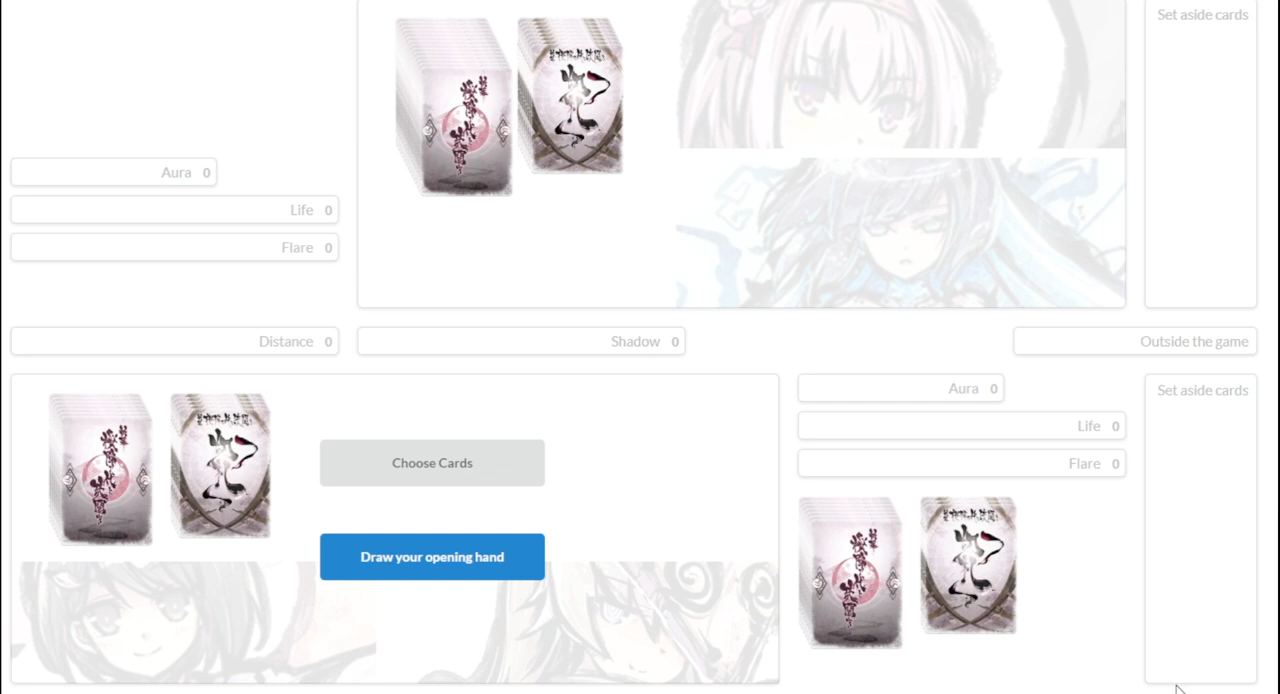 Set aside cards
Aura 0
Life 0
Flare 0
Distance 0
Shadow 0
Outside the game
Choose Cards
Draw your opening hand
Aura 0
Life 0
Flare 0
Set aside cards